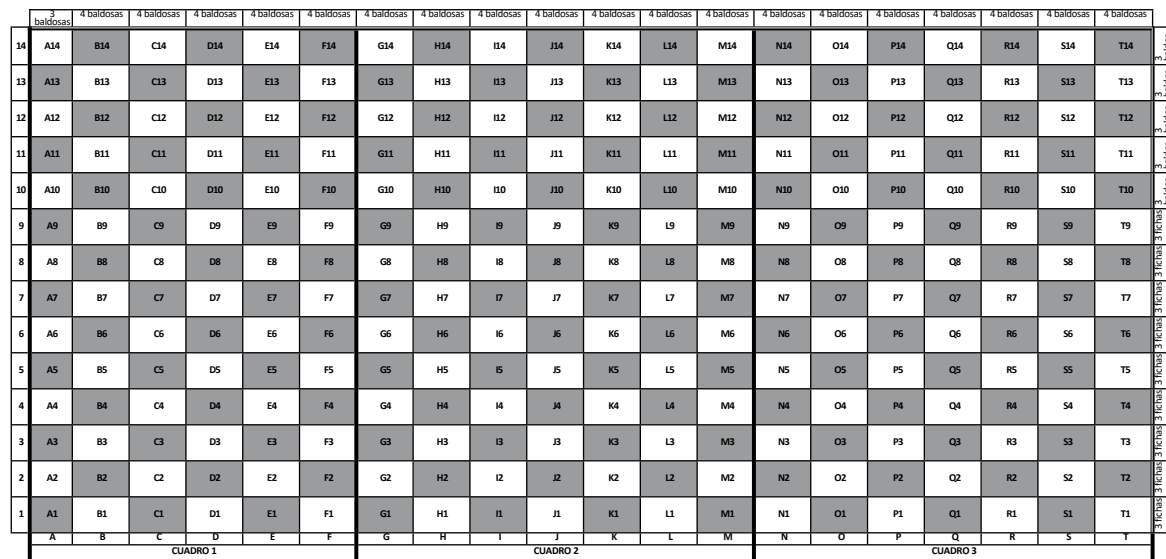 3 baldosas 4 baldosas 4 baldosas 4 baldosas 4 baldosas 4 baldosas 4 baldosas 4 baldosas 4 baldosas 4 baldosas 4 baldosas 4 baldosas 4 baldosas 4 baldosas 4 baldosas 4 baldosas 4 baldosas 4 baldosas 4 baldosas 4 baldosas
14 A14 B14 C14 D14 E14 F14 G14 H14 I14 J14 K14 L14 M14 N14 O14 P14 Q14 R14 S14 T14 3 baldosas
13 A13 B13 C13 D13 E13 F13 G13 H13 I13 J13 K13 L13 M13 N13 O13 P13 Q13 R13 S13 T13 3 baldosas
12 A12 B12 C12 D12 E12 F12 G12 H12 I12 J12 K12 L12 M12 N12 O12 P12 Q12 R12 S12 T12 3 baldosas
11 A11 B11 C11 D11 E11 F11 G11 H11 I11 J11 K11 L11 M11 N11 O11 P11 Q11 R11 S11 T11 3 baldosas
10 A10 B10 C10 D10 E10 F10 G10 H10 I10 J10 K10 L10 M10 N10 O10 P10 Q10 R10 S10 T10 3 baldosas
9 A9 B9 C9 D9 E9 F9 G9 H9 I9 J9 K9 L9 M9 N9 O9 P9 Q9 R9 S9 T9 3 fichas
8 A8 B8 C8 D8 E8 F8 G8 H8 I8 J8 K8 L8 M8 N8 O8 P8 Q8 R8 S8 T8 3 fichas
7 A7 B7 C7 D7 E7 F7 G7 H7 I7 J7 K7 L7 M7 N7 O7 P7 Q7 R7 S7 T7 3 fichas
6 A6 B6 C6 D6 E6 F6 G6 H6 I6 J6 K6 L6 M6 N6 O6 P6 Q6 R6 S6 T6 3 fichas
5 A5 B5 C5 D5 E5 F5 G5 H5 I5 J5 K5 L5 M5 N5 O5 P5 Q5 R5 S5 T5 3 fichas
4 A4 B4 C4 D4 E4 F4 G4 H4 I4 J4 K4 L4 M4 N4 O4 P4 Q4 R4 S4 T4 3 fichas
3 A3 B3 C3 D3 E3 F3 G3 H3 I3 J3 K3 L3 M3 N3 O3 P3 Q3 R3 S3 T3 3 fichas
2 A2 B2 C2 D2 E2 F2 G2 H2 I2 J2 K2 L2 M2 N2 O2 P2 Q2 R2 S2 T2 3 fichas
1 A1 B1 C1 D1 E1 F1 G1 H1 I1 J1 K1 L1 M1 N1 O1 P1 Q1 R1 S1 T1 3 fichas
A B C D E F G H I J K L M N O P Q R S T
CUADRO 1 CUADRO 2 CUADRO 3